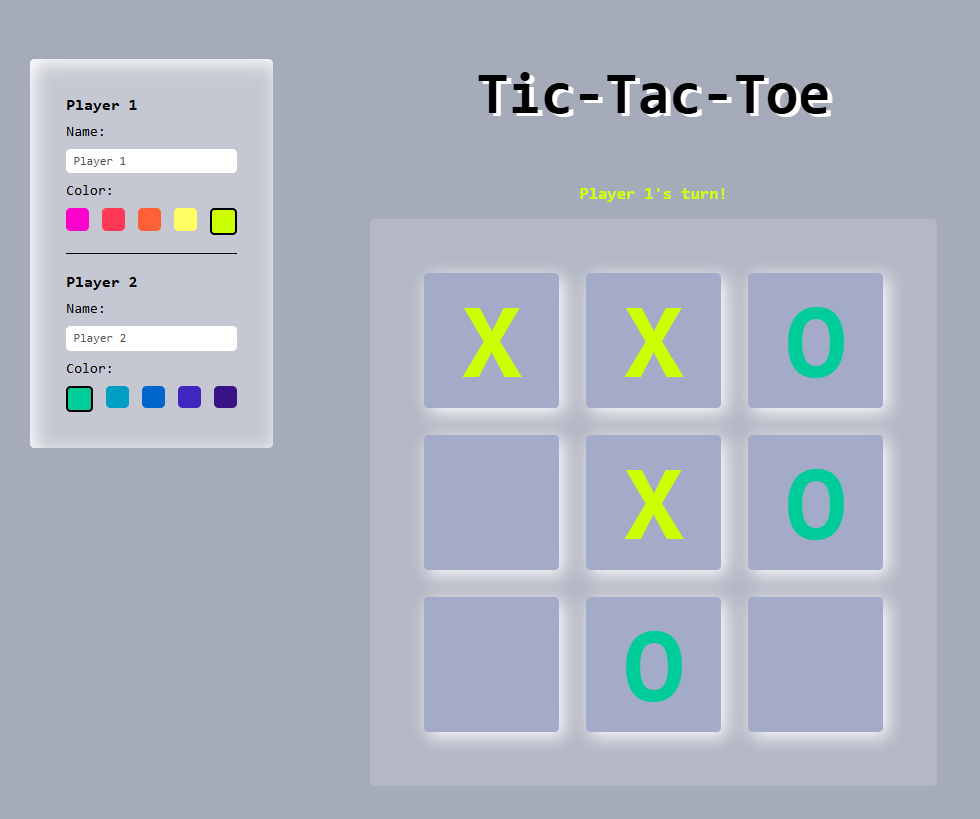 Player 1
Name:
Player 1
Color:
Player 2
Name:
Player 2
Color:
Tic-Tac-Toe
Player 1's turn!
X X O
X O
O